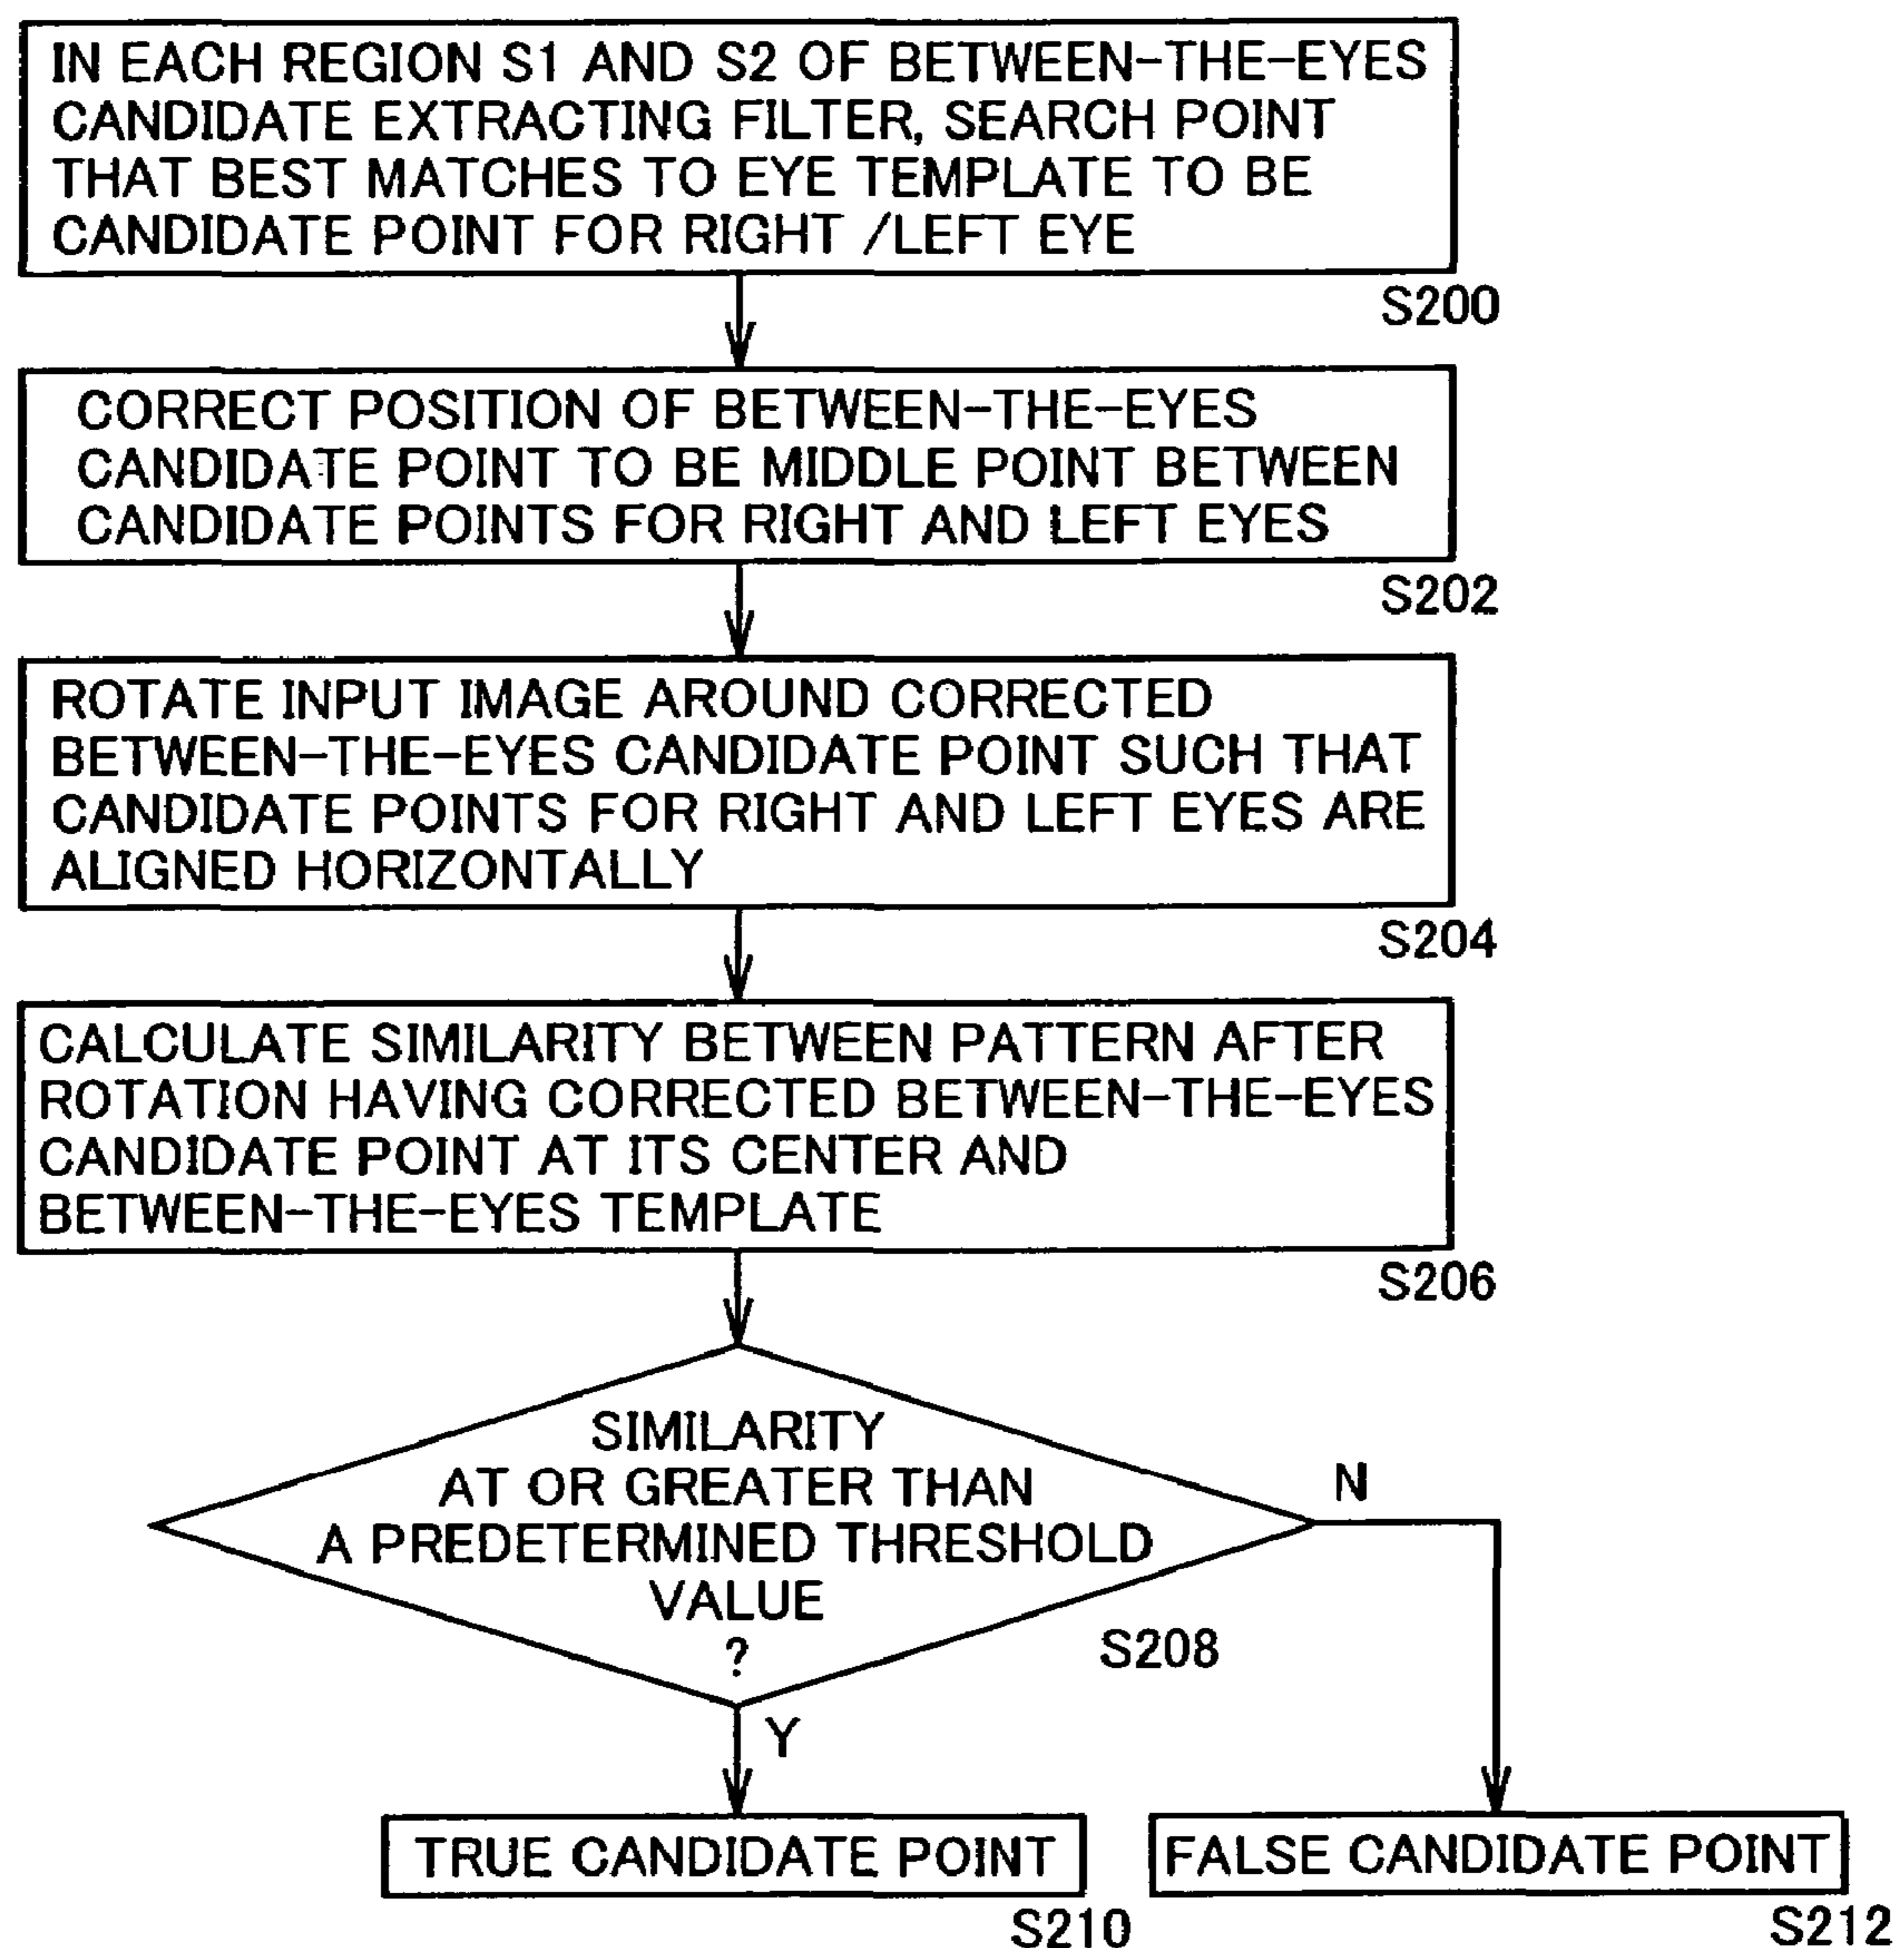 IN EACH REGION S1 AND S2 OF BETWEEN-THE-EYES
CANDIDATE EXTRACTING FILTER, SEARCH POINT
THAT BEST MATCHES TO EYE TEMPLATE TO BE
CANDIDATE POINT FOR RIGHT /LEFT EYE
S200
CORRECT POSITION OF BETWEEN-THE-EYES
CANDIDATE POINT TO BE MIDDLE POINT BETWEEN
CANDIDATE POINTS FOR RIGHT AND LEFT EYES
S202
ROTATE INPUT IMAGE AROUND CORRECTED
BETWEEN-THE-EYES CANDIDATE POINT SUCH THAT
CANDIDATE POINTS FOR RIGHT AND LEFT EYES ARE
ALIGNED HORIZONTALLY
S204
CALCULATE SIMILARITY BETWEEN PATTERN AFTER
ROTATION HAVING CORRECTED BETWEEN-THE-EYES
CANDIDATE POINT AT ITS CENTER AND
BETWEEN-THE-EYES TEMPLATE
S206
SIMILARITY
AT OR GREATER THAN
A PREDETERMINED THRESHOLD
VALUE
?
N
S208
Y
TRUE CANDIDATE POINT
S210
FALSE CANDIDATE POINT
S212